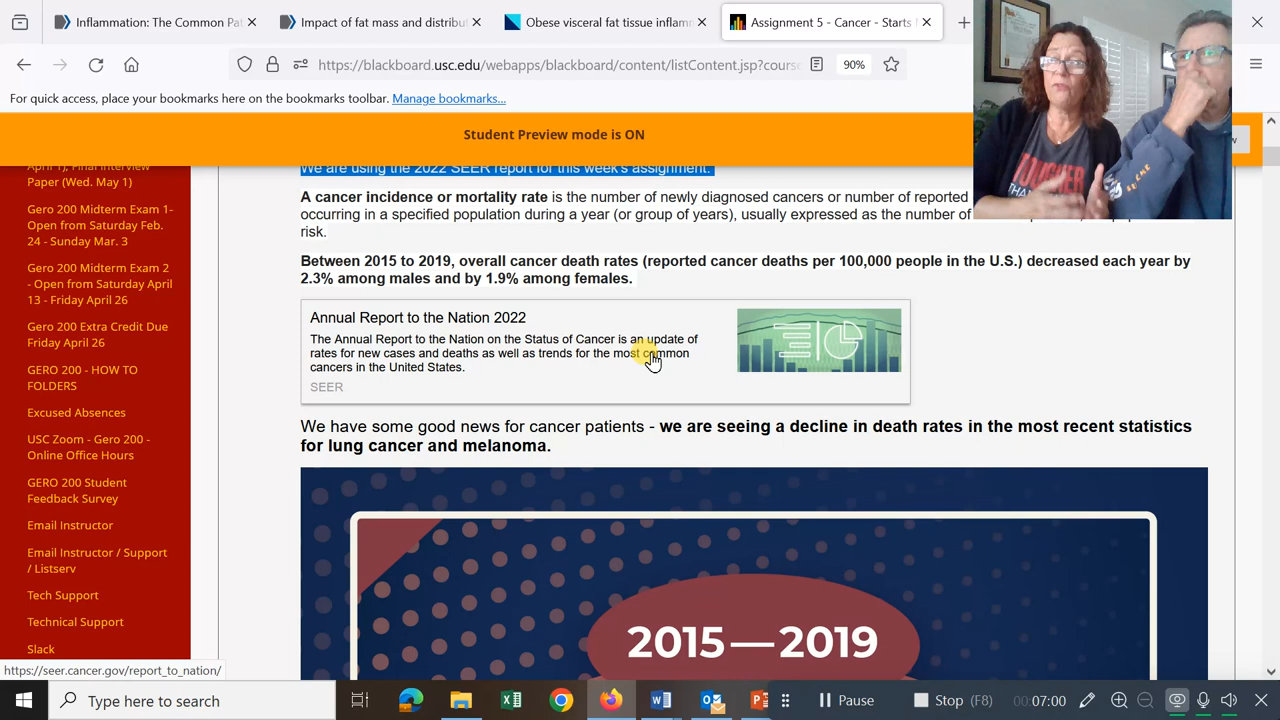 Inflammation: The Common Pa
Impact of fat mass and distribut
Obese visceral fat tissue inflamm
Assignment 5 - Cancer - Starts
https://blackboard.usc.edu/webapps/blackboard/content/listContent.jsp?cours
90%
For quick access, place your bookmarks here on the bookmarks toolbar. Manage bookmarks...
Student Preview mode is ON
April 1), Final Interview
Paper (Wed. May 1)
Gero 200 Midterm Exam 1-
Open from Saturday Feb.
24 - Sunday Mar. 3
Gero 200 Midterm Exam 2
- Open from Saturday April
13 - Friday April 26
Gero 200 Extra Credit Due
Friday April 26
GERO 200 - HOW TO
FOLDERS
Excused Absences
USC Zoom - Gero 200 -
Online Office Hours
GERO 200 Student
Feedback Survey
Email Instructor
Email Instructor / Support
/ Listserv
Tech Support
Technical Support
Slack
We are using the 2022 SEER report for this week's assignment.
A cancer incidence or mortality rate is the number of newly diagnosed cancers or number of reported
occurring in a specified population during a year (or group of years), usually expressed as the number of
risk.
Between 2015 to 2019, overall cancer death rates (reported cancer deaths per 100,000 people in the U.S.) decreased each year by
2.3% among males and by 1.9% among females.
Annual Report to the Nation 2022
The Annual Report to the Nation on the Status of Cancer is an update of
rates for new cases and deaths as well as trends for the most common
cancers in the United States.
SEER
We have some good news for cancer patients - we are seeing a decline in death rates in the most recent statistics
for lung cancer and melanoma.
2015—2019
https://seer.cancer.gov/report_to_nation/
Type here to search
Pause
Stop (F8)
00:07:00